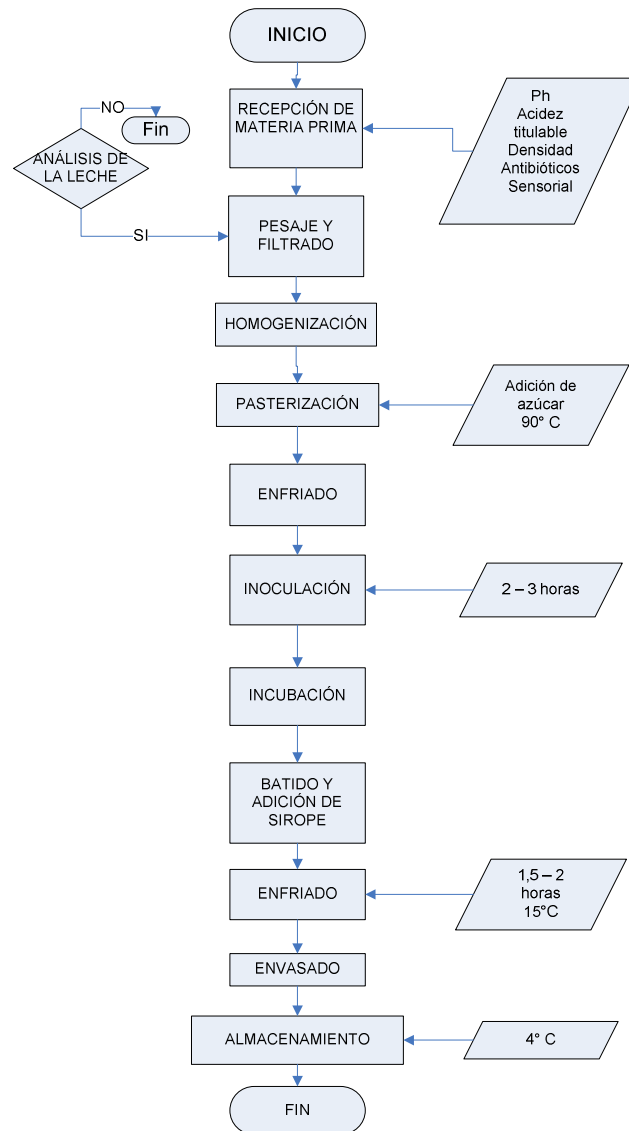 INICIO
RECEPCIÓN DE
MATERIA PRIMA
Ph
Acidez
titulable
Densidad
Antibióticos
Sensorial
NO
Fin
ANÁLISIS DE
LA LECHE
SI
PESAJE Y
FILTRADO
HOMOGENIZACIÓN
PASTERIZACIÓN
Adición de
azúcar
90° C
ENFRIADO
INOCULACIÓN
2 – 3 horas
INCUBACIÓN
BATIDO Y
ADICIÓN DE
SIROPE
ENFRIADO
1,5 – 2
horas
15°C
ENVASADO
ALMACENAMIENTO
4° C
FIN